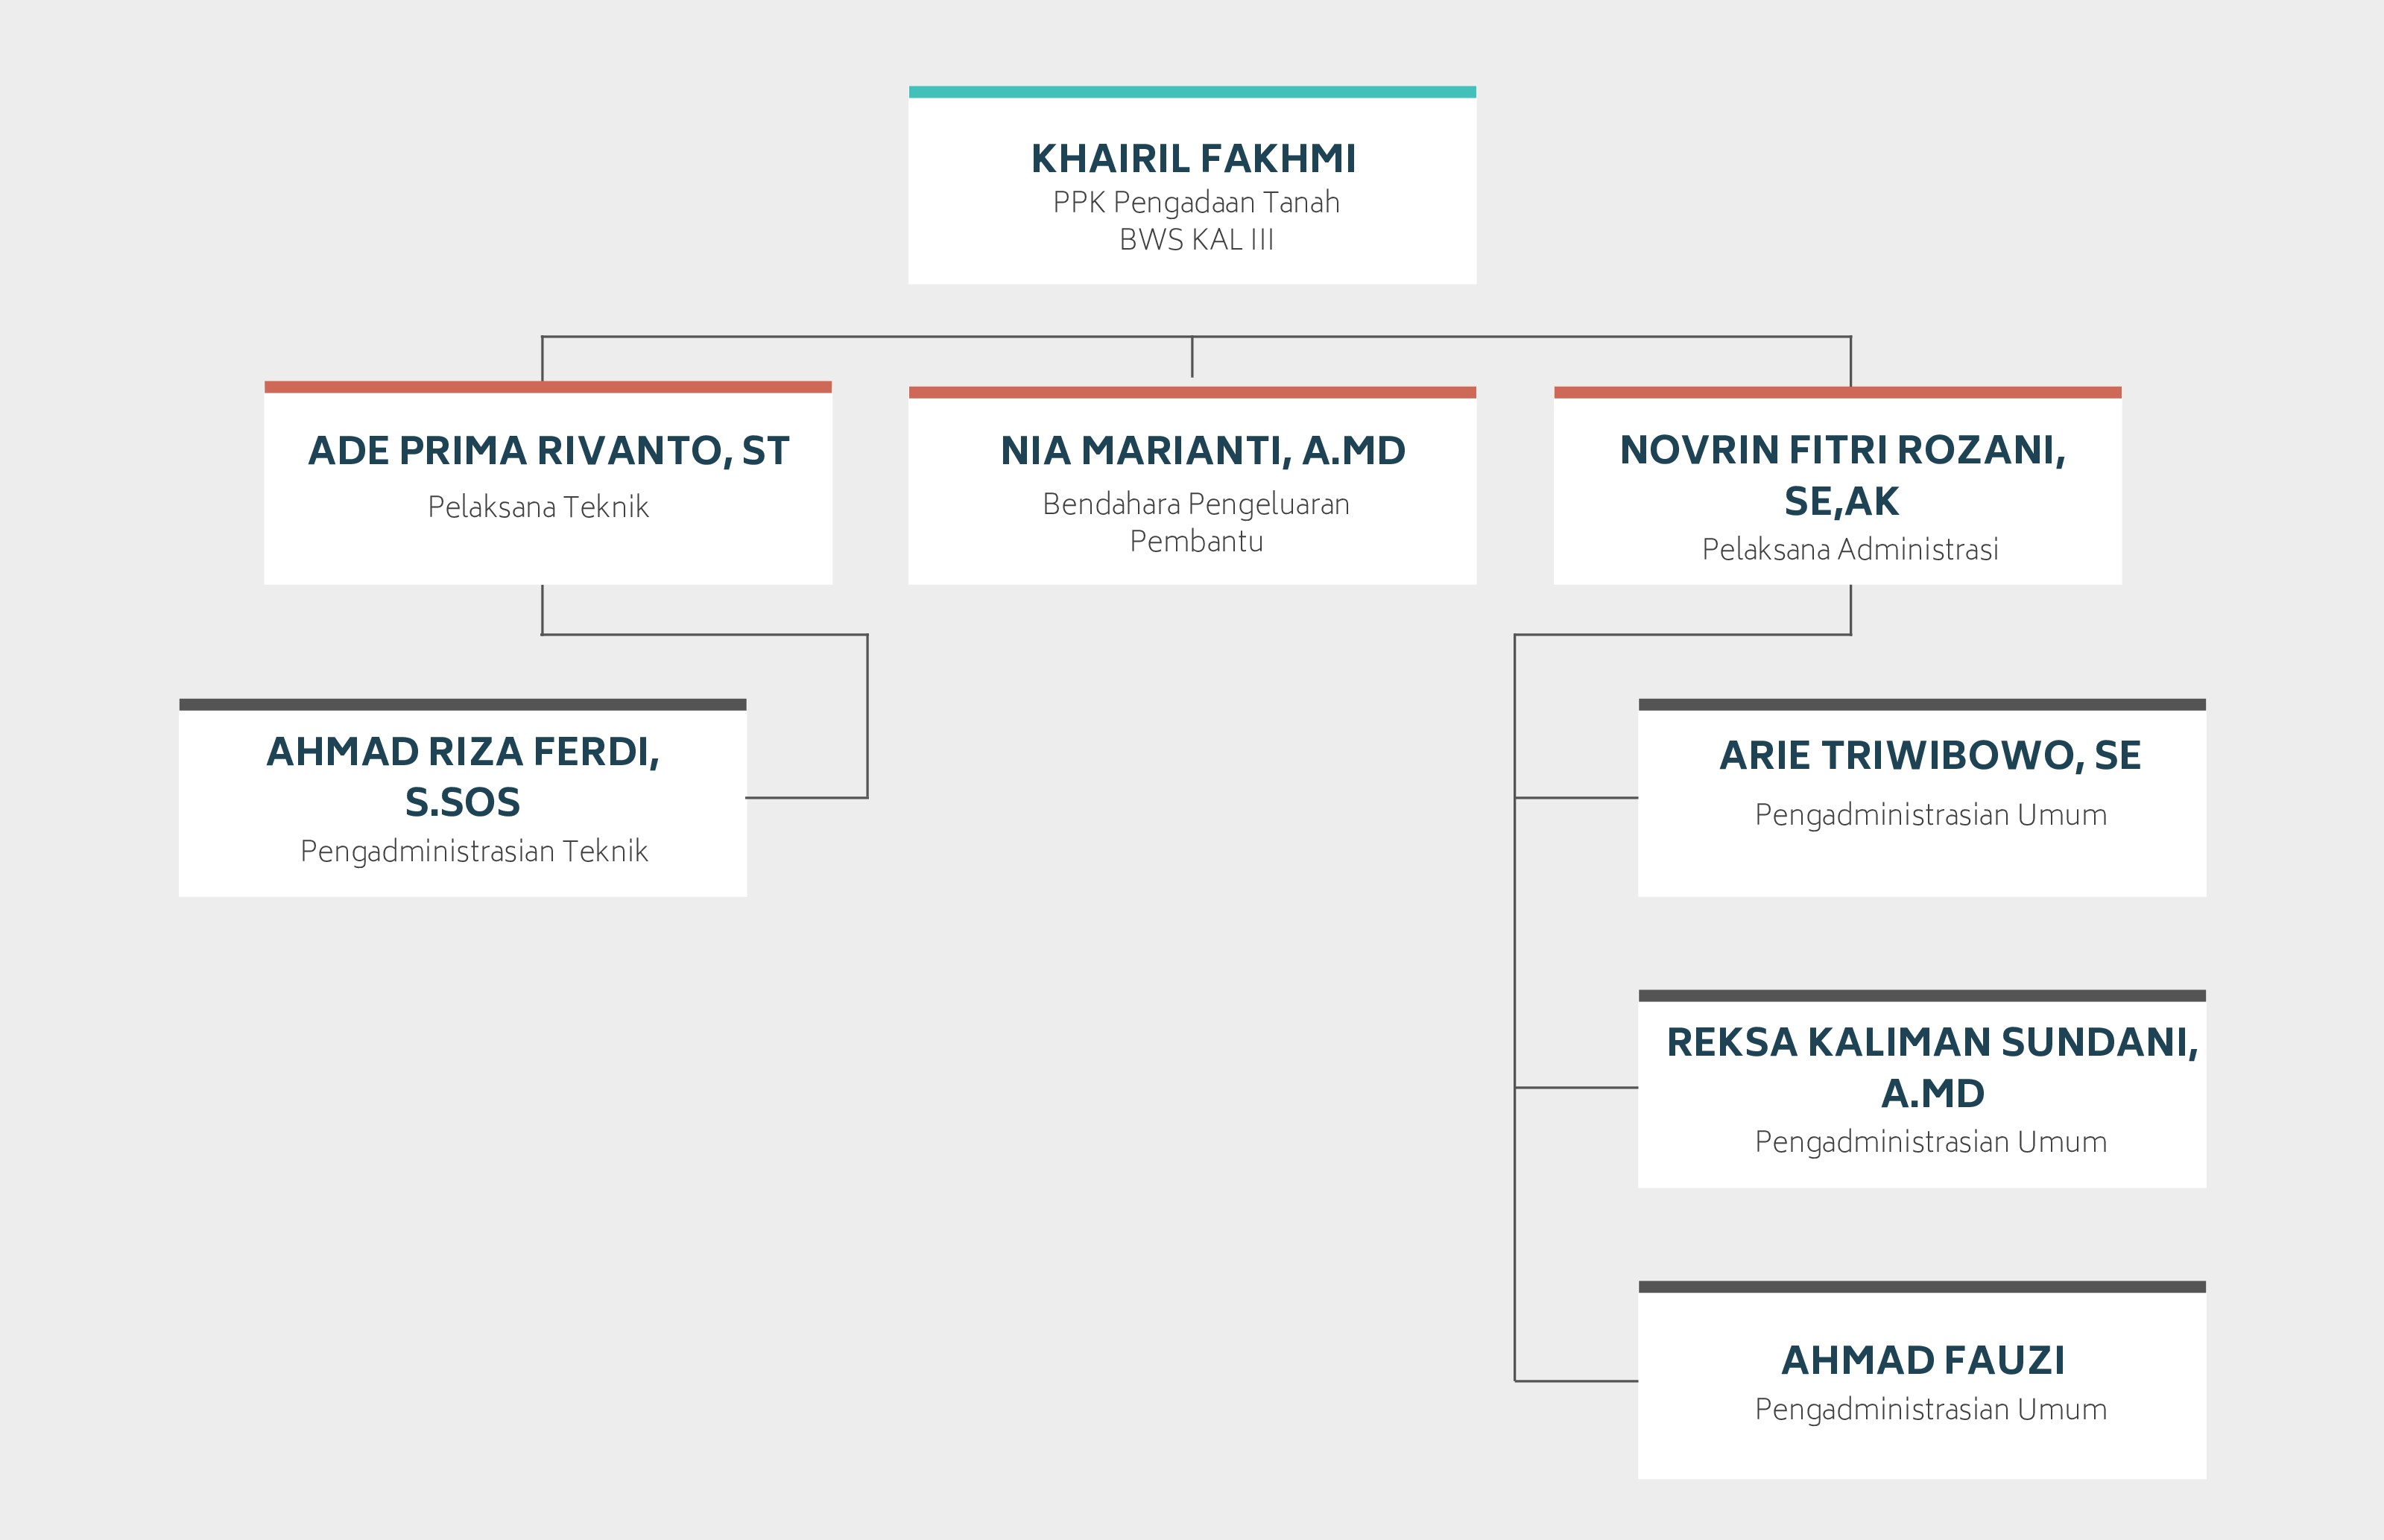 KHAIRIL FAKHMI
PPK Pengadaan Tanah
BWS KAL III
ADE PRIMA RIVANTO, ST
Pelaksana Teknik
NIA MARIANTI, A.MD
Bendahara Pengeluaran
Pembantu
NOVRIN FITRI ROZANI,
SE,AK
Pelaksana Administrasi
AHMAD RIZA FERDI,
S.SOS
Pengadministrasian Teknik
ARIE TRIWIBOWO, SE
Pengadministrasian Umum
REKSA KALIMAN SUNDANI,
A.MD
Pengadministrasian Umum
AHMAD FAUZI
Pengadministrasian Umum